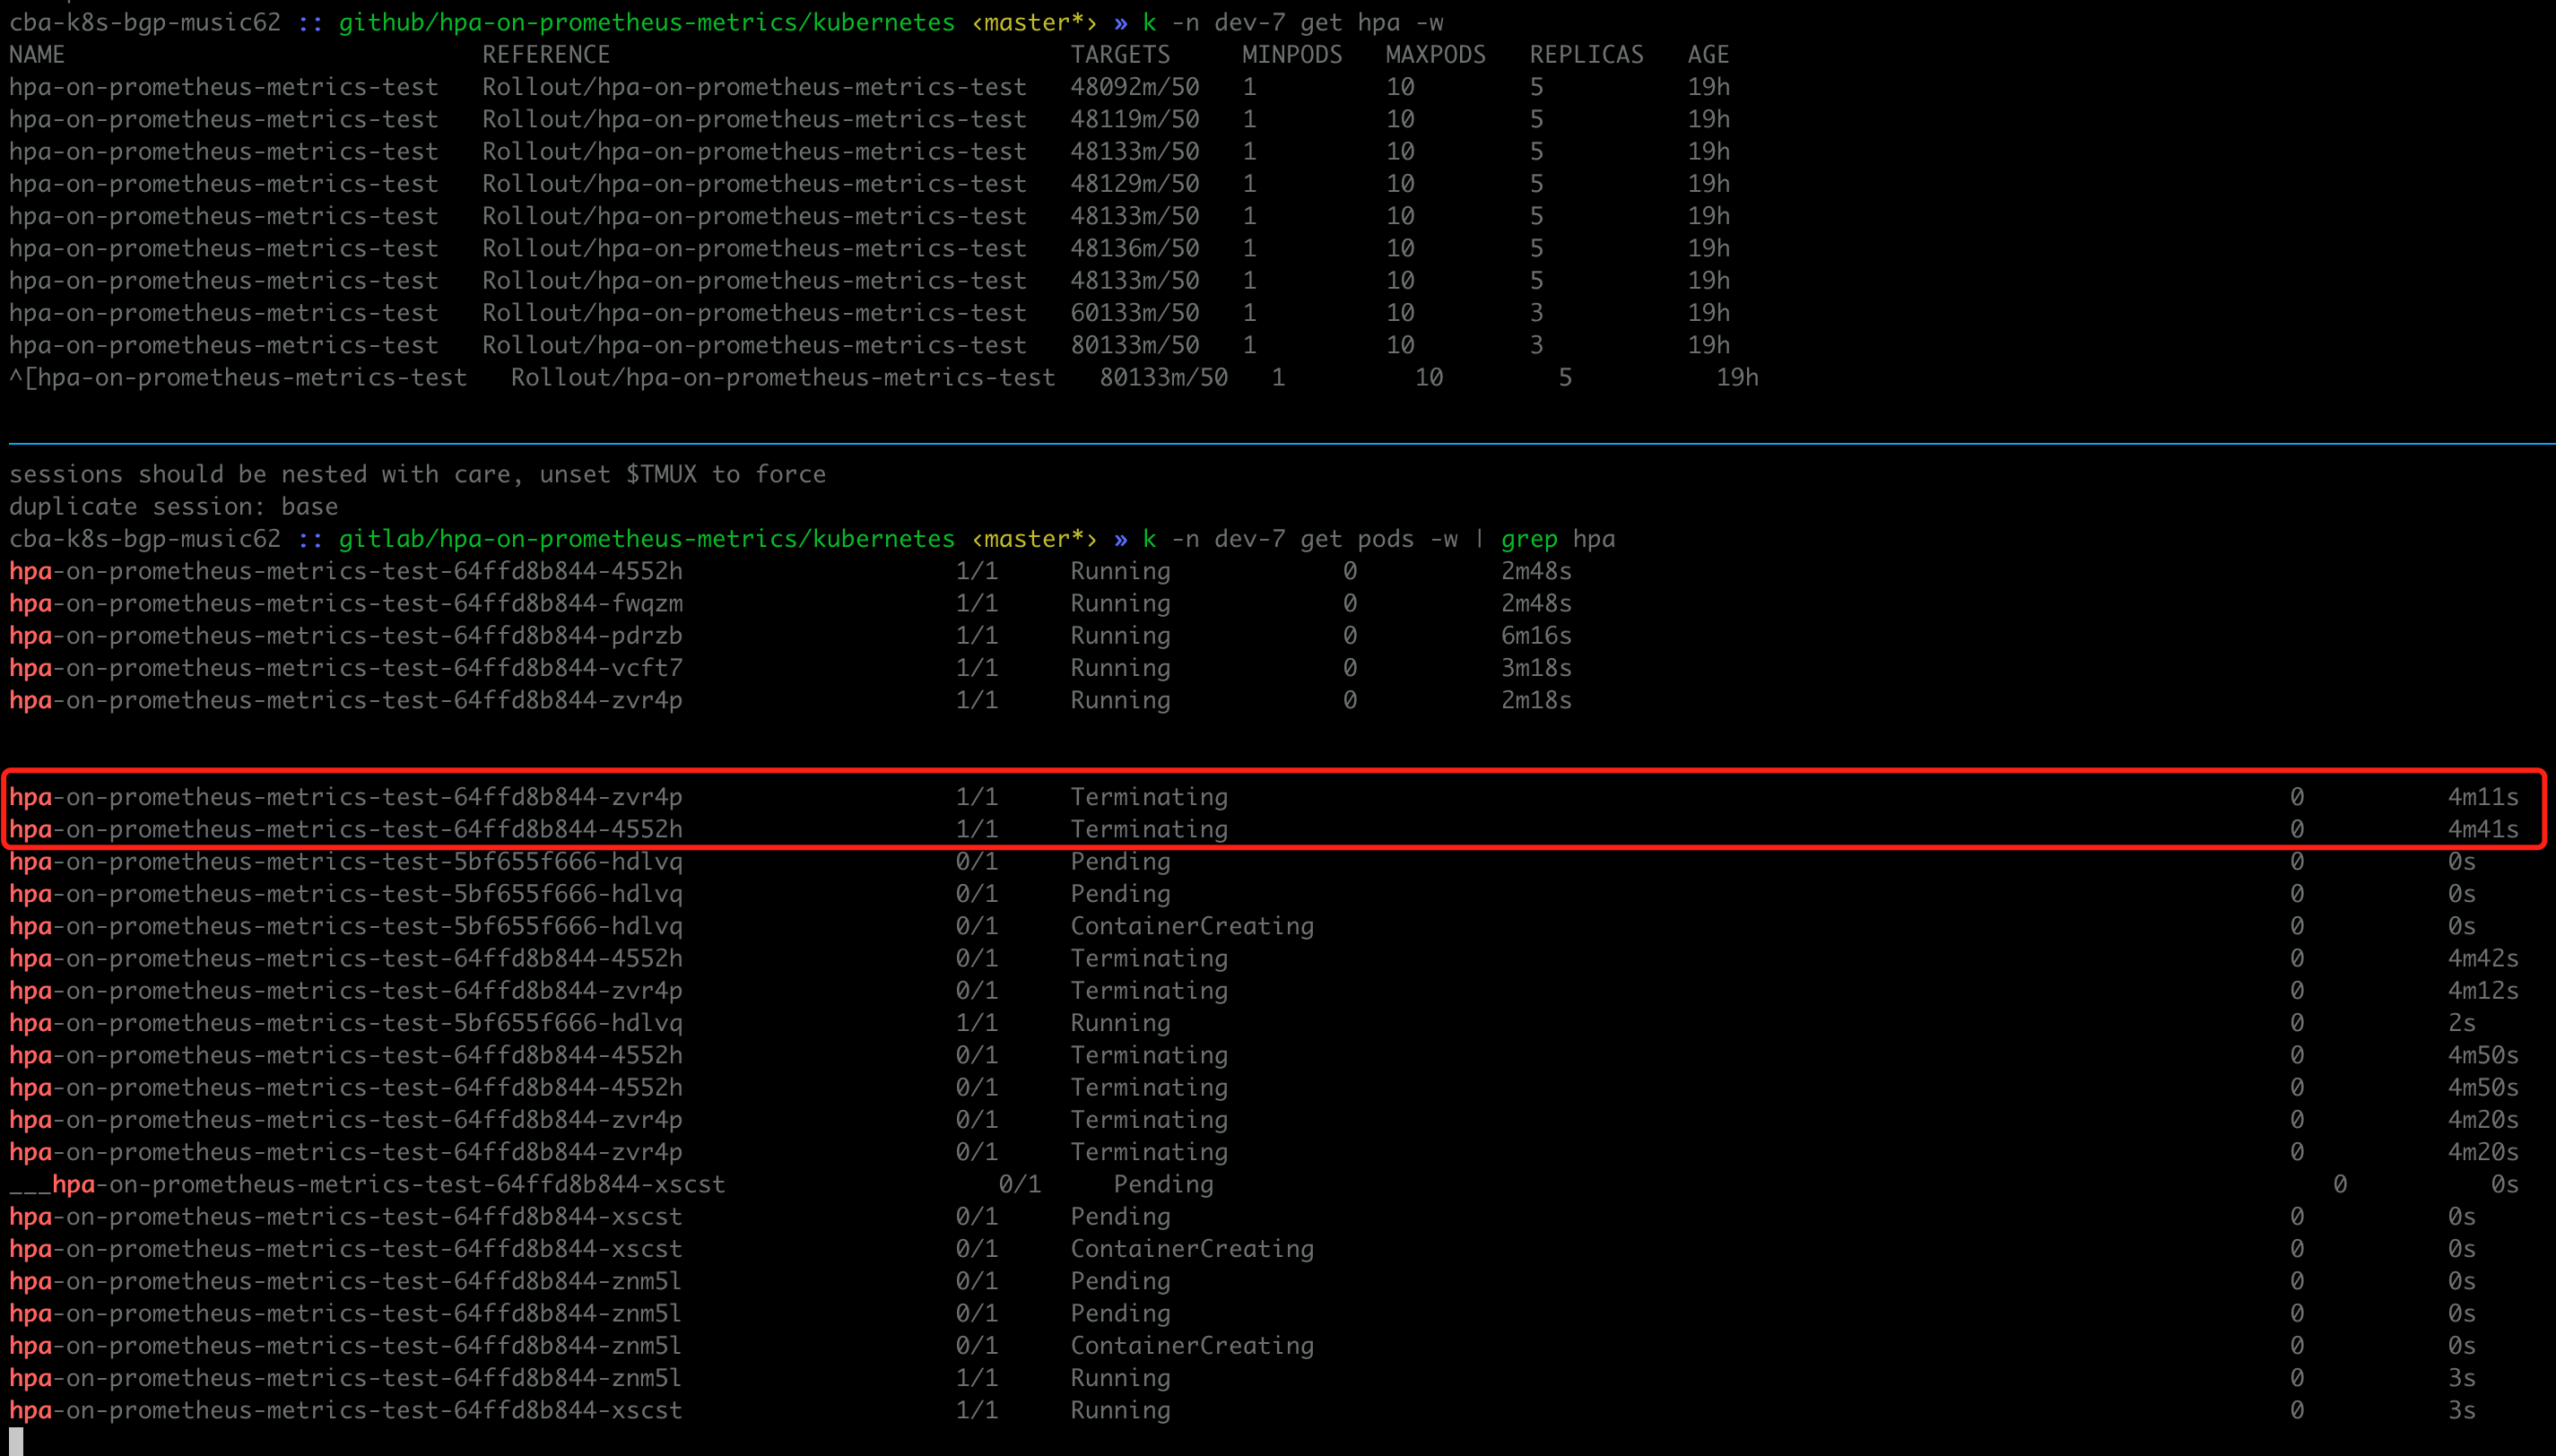 cba-k8s-bgp-music62 :: github/hpa-on-prometheus-metrics/kubernetes ‹master*› » k -n dev-7 get hpa -w
NAME REFERENCE TARGETS MINPODS MAXPODS REPLICAS AGE
hpa-on-prometheus-metrics-test Rollout/hpa-on-prometheus-metrics-test 48092m/50 1 10 5 19h
hpa-on-prometheus-metrics-test Rollout/hpa-on-prometheus-metrics-test 48119m/50 1 10 5 19h
hpa-on-prometheus-metrics-test Rollout/hpa-on-prometheus-metrics-test 48133m/50 1 10 5 19h
hpa-on-prometheus-metrics-test Rollout/hpa-on-prometheus-metrics-test 48129m/50 1 10 5 19h
hpa-on-prometheus-metrics-test Rollout/hpa-on-prometheus-metrics-test 48133m/50 1 10 5 19h
hpa-on-prometheus-metrics-test Rollout/hpa-on-prometheus-metrics-test 48136m/50 1 10 5 19h
hpa-on-prometheus-metrics-test Rollout/hpa-on-prometheus-metrics-test 48133m/50 1 10 5 19h
hpa-on-prometheus-metrics-test Rollout/hpa-on-prometheus-metrics-test 60133m/50 1 10 3 19h
hpa-on-prometheus-metrics-test Rollout/hpa-on-prometheus-metrics-test 80133m/50 1 10 3 19h
^[hpa-on-prometheus-metrics-test Rollout/hpa-on-prometheus-metrics-test 80133m/50 1 10 5 19h
sessions should be nested with care, unset $TMUX to force
duplicate session: base
cba-k8s-bgp-music62 :: gitlab/hpa-on-prometheus-metrics/kubernetes ‹master*› » k -n dev-7 get pods -w | grep hpa
hpa-on-prometheus-metrics-test-64ffd8b844-4552h 1/1 Running 0 2m48s
hpa-on-prometheus-metrics-test-64ffd8b844-fwqzm 1/1 Running 0 2m48s
hpa-on-prometheus-metrics-test-64ffd8b844-pdrzb 1/1 Running 0 6m16s
hpa-on-prometheus-metrics-test-64ffd8b844-vcft7 1/1 Running 0 3m18s
hpa-on-prometheus-metrics-test-64ffd8b844-zvr4p 1/1 Running 0 2m18s
hpa-on-prometheus-metrics-test-64ffd8b844-zvr4p 1/1 Terminating 0 4m11s
hpa-on-prometheus-metrics-test-64ffd8b844-4552h 1/1 Terminating 0 4m41s
hpa-on-prometheus-metrics-test-5bf655f666-hdlvq 0/1 Pending 0 0s
hpa-on-prometheus-metrics-test-5bf655f666-hdlvq 0/1 Pending 0 0s
hpa-on-prometheus-metrics-test-5bf655f666-hdlvq 0/1 ContainerCreating 0 0s
hpa-on-prometheus-metrics-test-64ffd8b844-4552h 0/1 Terminating 0 4m42s
hpa-on-prometheus-metrics-test-64ffd8b844-zvr4p 0/1 Terminating 0 4m12s
hpa-on-prometheus-metrics-test-5bf655f666-hdlvq 1/1 Running 0 2s
hpa-on-prometheus-metrics-test-64ffd8b844-4552h 0/1 Terminating 0 4m50s
hpa-on-prometheus-metrics-test-64ffd8b844-4552h 0/1 Terminating 0 4m50s
hpa-on-prometheus-metrics-test-64ffd8b844-zvr4p 0/1 Terminating 0 4m20s
hpa-on-prometheus-metrics-test-64ffd8b844-zvr4p 0/1 Terminating 0 4m20s
___hpa-on-prometheus-metrics-test-64ffd8b844-xscst 0/1 Pending 0 0s
hpa-on-prometheus-metrics-test-64ffd8b844-xscst 0/1 Pending 0 0s
hpa-on-prometheus-metrics-test-64ffd8b844-xscst 0/1 ContainerCreating 0 0s
hpa-on-prometheus-metrics-test-64ffd8b844-znm5l 0/1 Pending 0 0s
hpa-on-prometheus-metrics-test-64ffd8b844-znm5l 0/1 Pending 0 0s
hpa-on-prometheus-metrics-test-64ffd8b844-znm5l 0/1 ContainerCreating 0 0s
hpa-on-prometheus-metrics-test-64ffd8b844-znm5l 1/1 Running 0 3s
hpa-on-prometheus-metrics-test-64ffd8b844-xscst 1/1 Running 0 3s